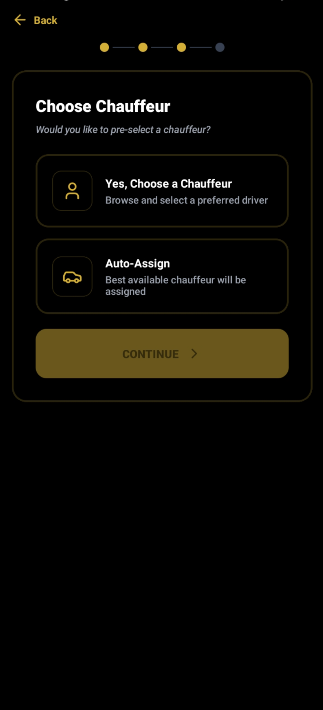 Back
Choose Chauffeur
Would you like to pre-select a chauffeur?
Yes, Choose a Chauffeur
Browse and select a preferred driver
Auto-Assign
Best available chauffeur will be
assigned
CONTINUE